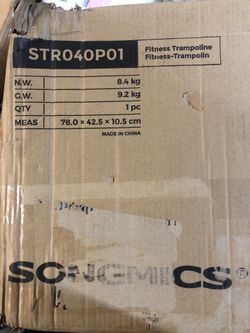 STR040P01
Fitness Trampoline
Fitness-Trampolin
N.W. 8.4 kg
G.W. 9.2 kg
QTY 1 pc
MEAS 78.0 × 42.5 × 10.5 cm
MADE IN CHINA
SONGMICS®